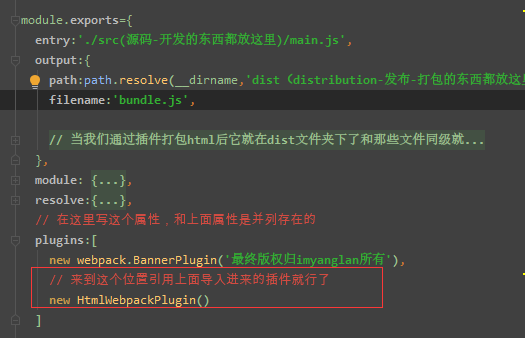 module.exports={
entry:'./src(源码-开发的东西都放这里)/main.js',
output:{
path:path.resolve(__dirname,'dist（distribution-发布-打包的东西都放这里
filename:'bundle.js',
// 当我们通过插件打包html后它就在dist文件夹下了和那些文件同级就...
},
module: {...},
resolve:{...},
// 在这里写这个属性，和上面属性是并列存在的
plugins:[
new webpack.BannerPlugin('最终版权归imyanglan所有'),
// 来到这个位置引用上面导入进来的插件就行了
new HtmlWebpackPlugin()
]